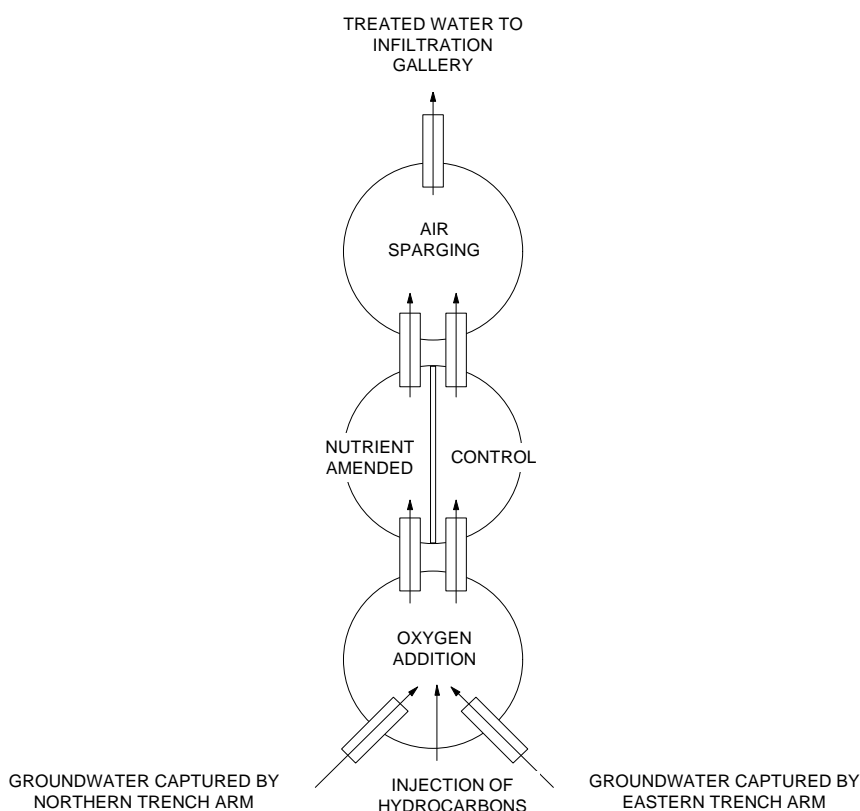 TREATED WATER TO
INFILTRATION
GALLERY
AIR
SPARGING
NUTRIENT
AMENDED
CONTROL
OXYGEN
ADDITION
GROUNDWATER CAPTURED BY
NORTHERN TRENCH ARM
INJECTION OF
HYDROCARBONS
GROUNDWATER CAPTURED BY
EASTERN TRENCH ARM